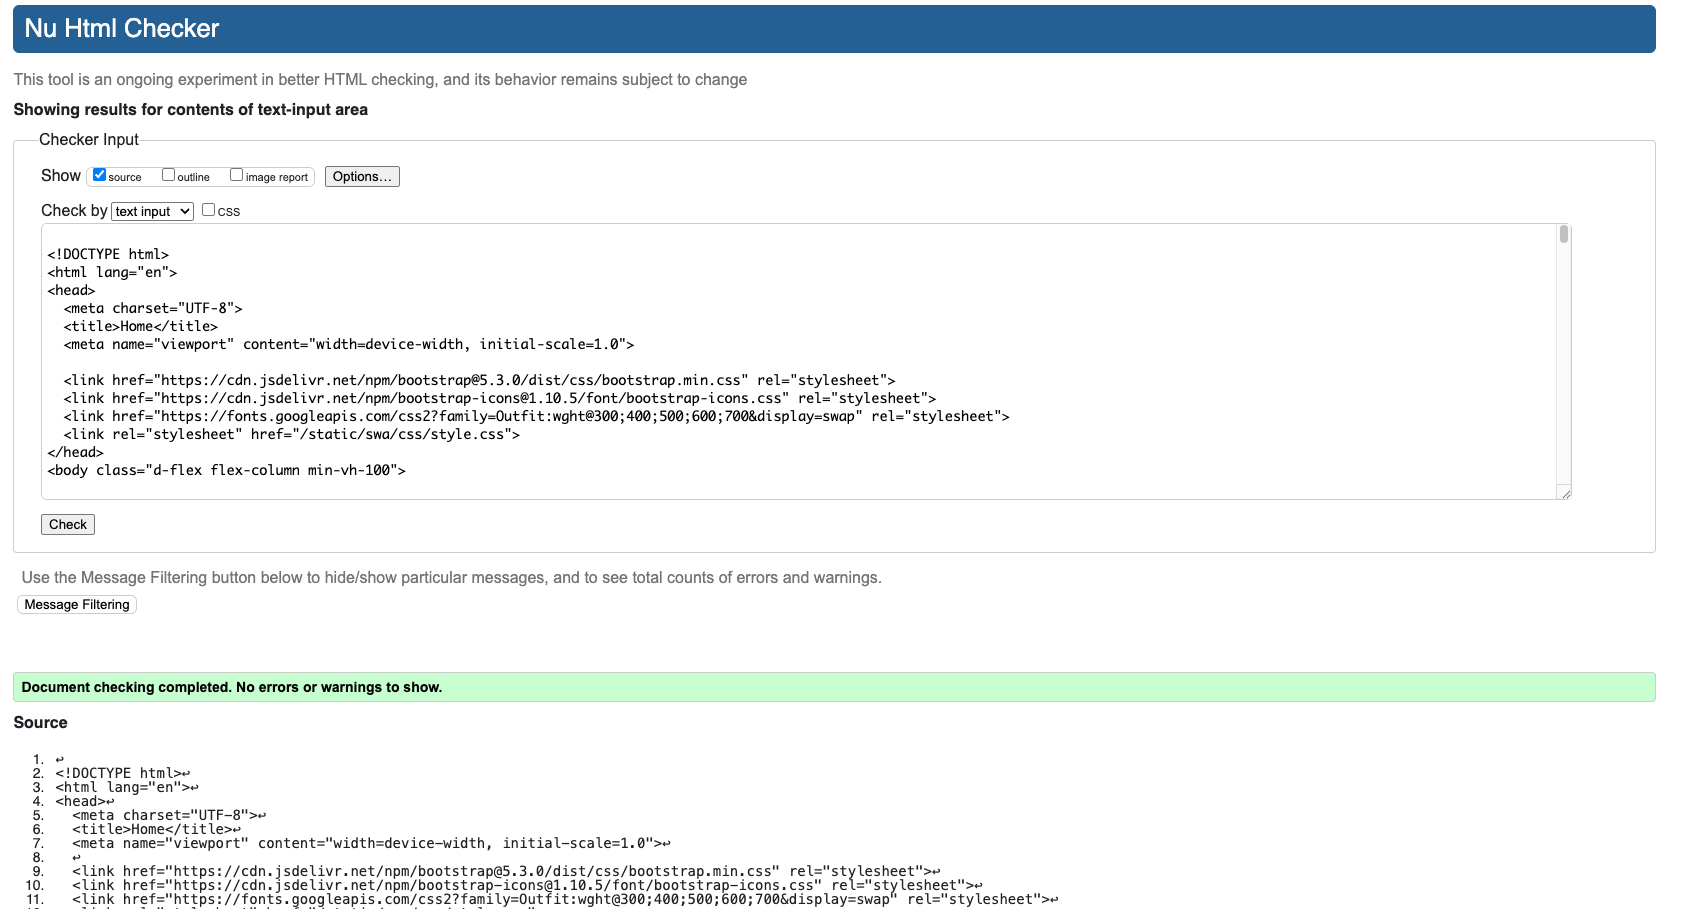 Nu Html Checker
This tool is an ongoing experiment in better HTML checking, and its behavior remains subject to change
Showing results for contents of text-input area
Checker Input
Show source outline image report Options...
Check by text input CSS
<!DOCTYPE html>
<html lang="en">
<head>
  <meta charset="UTF-8">
  <title>Home</title>
  <meta name="viewport" content="width=device-width, initial-scale=1.0">
  <link href="https://cdn.jsdelivr.net/npm/bootstrap@5.3.0/dist/css/bootstrap.min.css" rel="stylesheet">
  <link href="https://cdn.jsdelivr.net/npm/bootstrap-icons@1.10.5/font/bootstrap-icons.css" rel="stylesheet">
  <link href="https://fonts.googleapis.com/css2?family=Outfit:wght@300;400;500;600;700&display=swap" rel="stylesheet">
  <link rel="stylesheet" href="/static/swa/css/style.css">
</head>
<body class="d-flex flex-column min-vh-100">
Check
Use the Message Filtering button below to hide/show particular messages, and to see total counts of errors and warnings.
Message Filtering
Document checking completed. No errors or warnings to show.
Source
1. ↩
2. <!DOCTYPE html>↩
3. <html lang="en">↩
4. <head>↩
5.   <meta charset="UTF-8">↩
6.   <title>Home</title>↩
7.   <meta name="viewport" content="width=device-width, initial-scale=1.0">↩
8.   ↩
9.   <link href="https://cdn.jsdelivr.net/npm/bootstrap@5.3.0/dist/css/bootstrap.min.css" rel="stylesheet">↩
10.   <link href="https://cdn.jsdelivr.net/npm/bootstrap-icons@1.10.5/font/bootstrap-icons.css" rel="stylesheet">↩
11.   <link href="https://fonts.googleapis.com/css2?family=Outfit:wght@300;400;500;600;700&display=swap" rel="stylesheet">↩